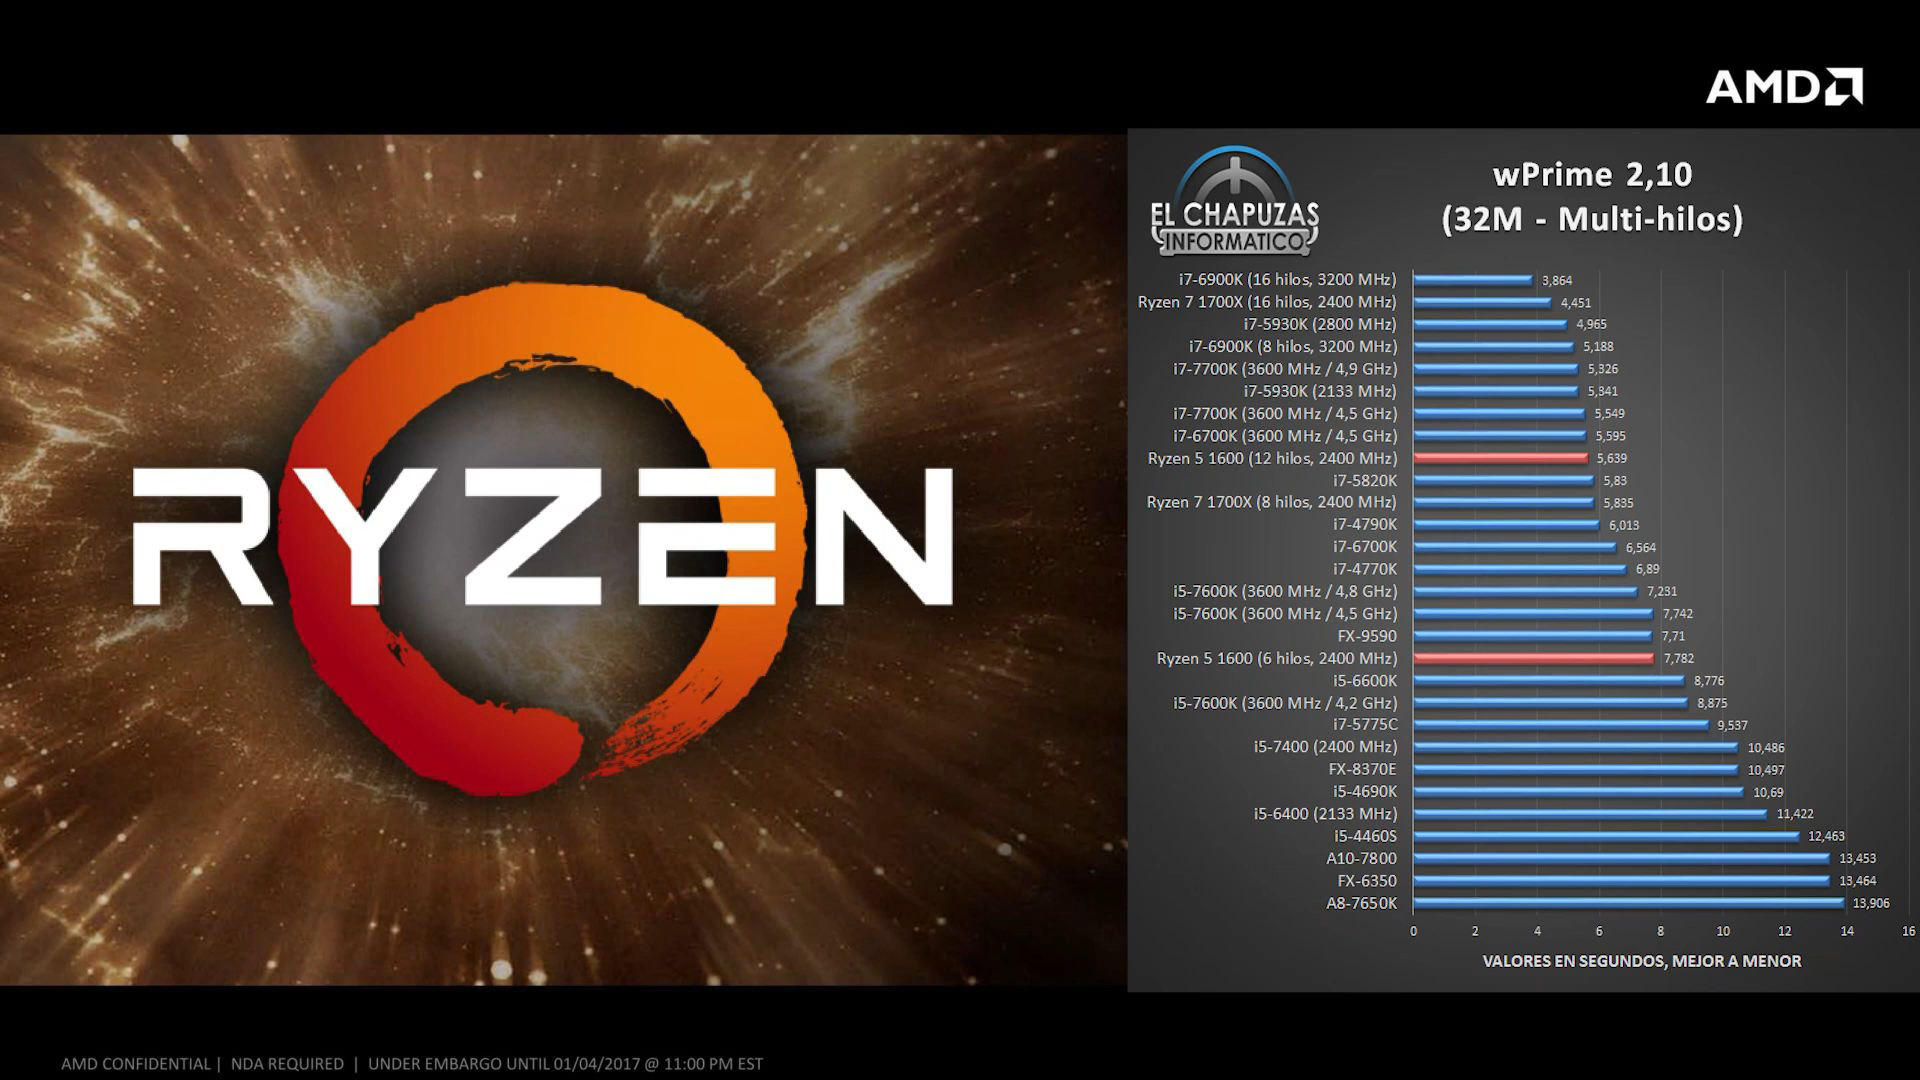 AMD
RYZEN
EL CHAPUZAS
INFORMATICO
wPrime 2,10
(32M - Multi-hilos)
i7-6900K (16 hilos, 3200 MHz) 3,864
Ryzen 7 1700X (16 hilos, 2400 MHz) 4,451
i7-5930K (2800 MHz) 4,965
i7-6900K (8 hilos, 3200 MHz) 5,188
i7-7700K (3600 MHz / 4,9 GHz) 5,326
i7-5930K (2133 MHz) 5,341
i7-7700K (3600 MHz / 4,5 GHz) 5,549
i7-6700K (3600 MHz / 4,5 GHz) 5,595
Ryzen 5 1600 (12 hilos, 2400 MHz) 5,639
i7-5820K 5,83
Ryzen 7 1700X (8 hilos, 2400 MHz) 5,835
i7-4790K 6,013
i7-6700K 6,564
i7-4770K 6,89
i5-7600K (3600 MHz / 4,8 GHz) 7,231
i5-7600K (3600 MHz / 4,5 GHz) 7,742
FX-9590 7,71
Ryzen 5 1600 (6 hilos, 2400 MHz) 7,782
i5-6600K 8,776
i5-7600K (3600 MHz / 4,2 GHz) 8,875
i7-5775C 9,537
i5-7400 (2400 MHz) 10,486
FX-8370E 10,497
i5-4690K 10,69
i5-6400 (2133 MHz) 11,422
i5-4460S 12,463
A10-7800 13,453
FX-6350 13,464
A8-7650K 13,906
0 2 4 6 8 10 12 14 16
VALORES EN SEGUNDOS, MEJOR A MENOR
AMD CONFIDENTIAL | NDA REQUIRED | UNDER EMBARGO UNTIL 01/04/2017 @ 11:00 PM EST